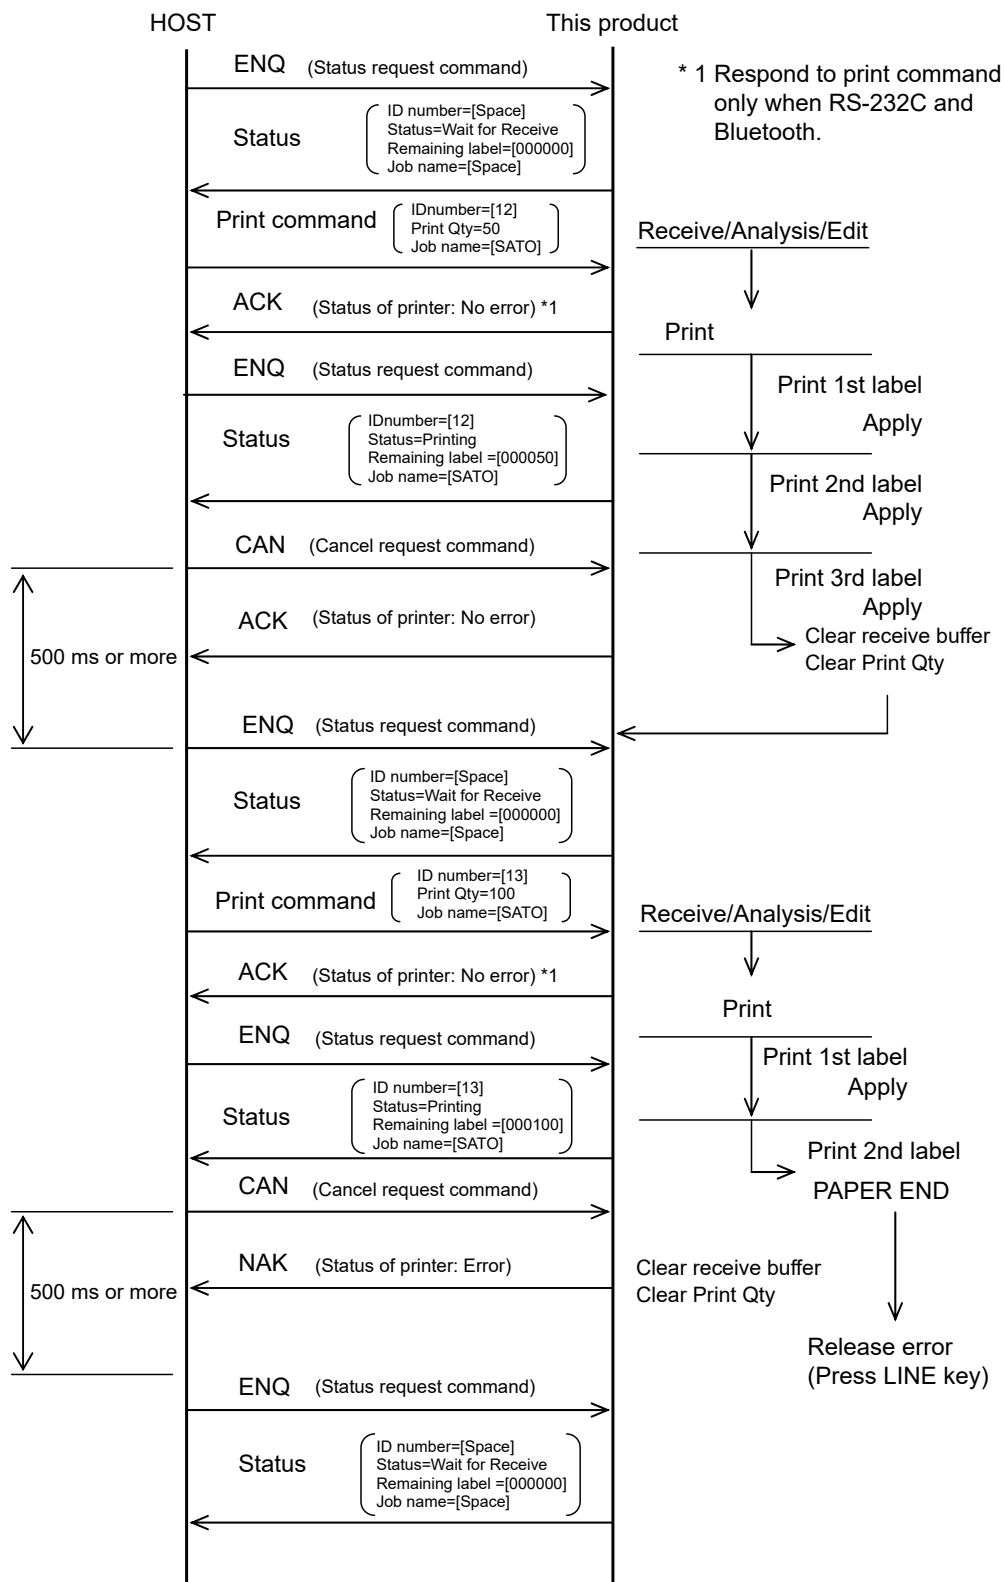 HOST
This product
ENQ (Status request command)
* 1 Respond to print command
only when RS-232C and
Bluetooth.
Status
ID number=[Space]
Status=Wait for Receive
Remaining label=[000000]
Job name=[Space]
Print command
IDnumber=[12]
Print Qty=50
Job name=[SATO]
Receive/Analysis/Edit
ACK (Status of printer: No error) *1
Print
ENQ (Status request command)
Print 1st label
Apply
Status
IDnumber=[12]
Status=Printing
Remaining label =[000050]
Job name=[SATO]
Print 2nd label
Apply
CAN (Cancel request command)
Print 3rd label
Apply
ACK (Status of printer: No error)
Clear receive buffer
Clear Print Qty
500 ms or more
ENQ (Status request command)
Status
ID number=[Space]
Status=Wait for Receive
Remaining label =[000000]
Job name=[Space]
Print command
ID number=[13]
Print Qty=100
Job name=[SATO]
Receive/Analysis/Edit
ACK (Status of printer: No error) *1
Print
ENQ (Status request command)
Print 1st label
Apply
Status
ID number=[13]
Status=Printing
Remaining label =[000100]
Job name=[SATO]
Print 2nd label
PAPER END
CAN (Cancel request command)
NAK (Status of printer: Error)
Clear receive buffer
Clear Print Qty
500 ms or more
Release error
(Press LINE key)
ENQ (Status request command)
Status
ID number=[Space]
Status=Wait for Receive
Remaining label =[000000]
Job name=[Space]